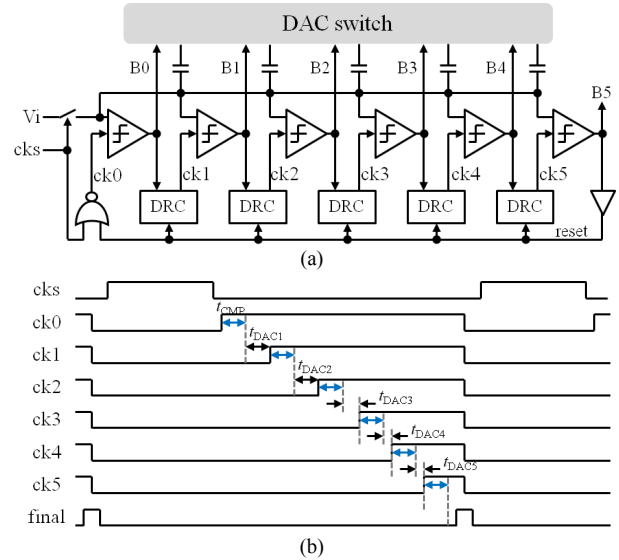 DAC switch
B0 B1 B2 B3 B4 B5
Vi
cks
ck0 ck1 ck2 ck3 ck4 ck5
DRC DRC DRC DRC DRC
reset
(a)
cks
ck0 tCMP
ck1 tDAC1
ck2 tDAC2
ck3 tDAC3
ck4 tDAC4
ck5 tDAC5
final
(b)